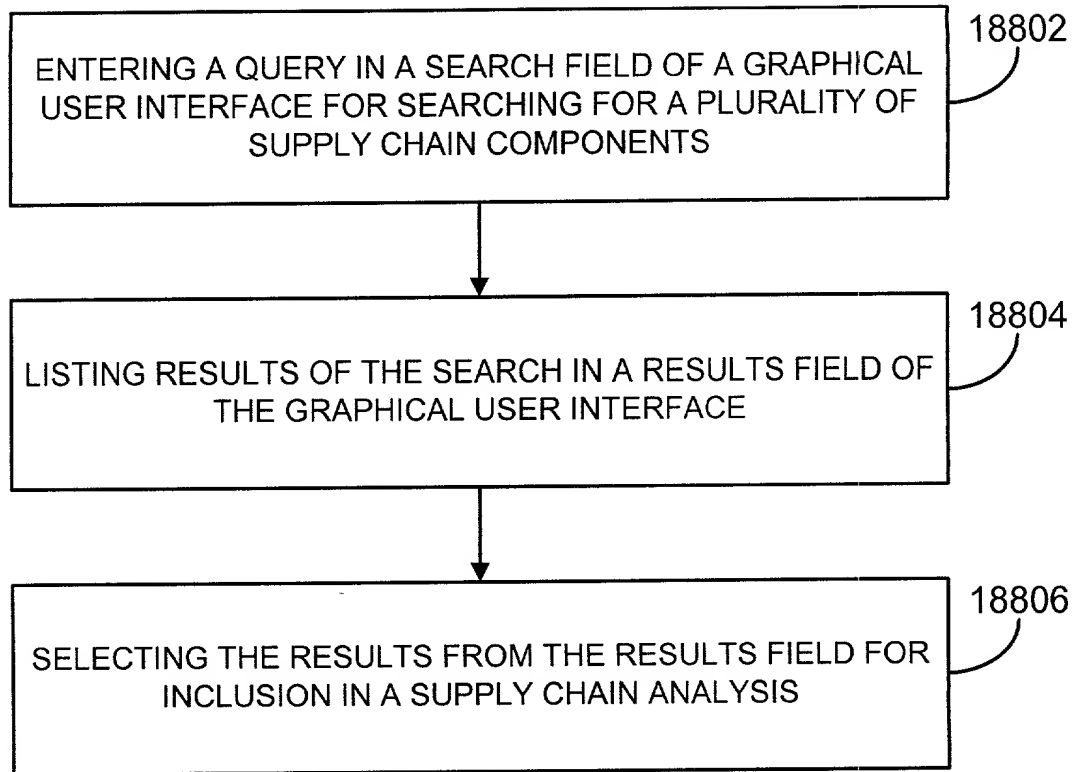 18802
ENTERING A QUERY IN A SEARCH FIELD OF A GRAPHICAL
USER INTERFACE FOR SEARCHING FOR A PLURALITY OF
SUPPLY CHAIN COMPONENTS
18804
LISTING RESULTS OF THE SEARCH IN A RESULTS FIELD OF
THE GRAPHICAL USER INTERFACE
18806
SELECTING THE RESULTS FROM THE RESULTS FIELD FOR
INCLUSION IN A SUPPLY CHAIN ANALYSIS